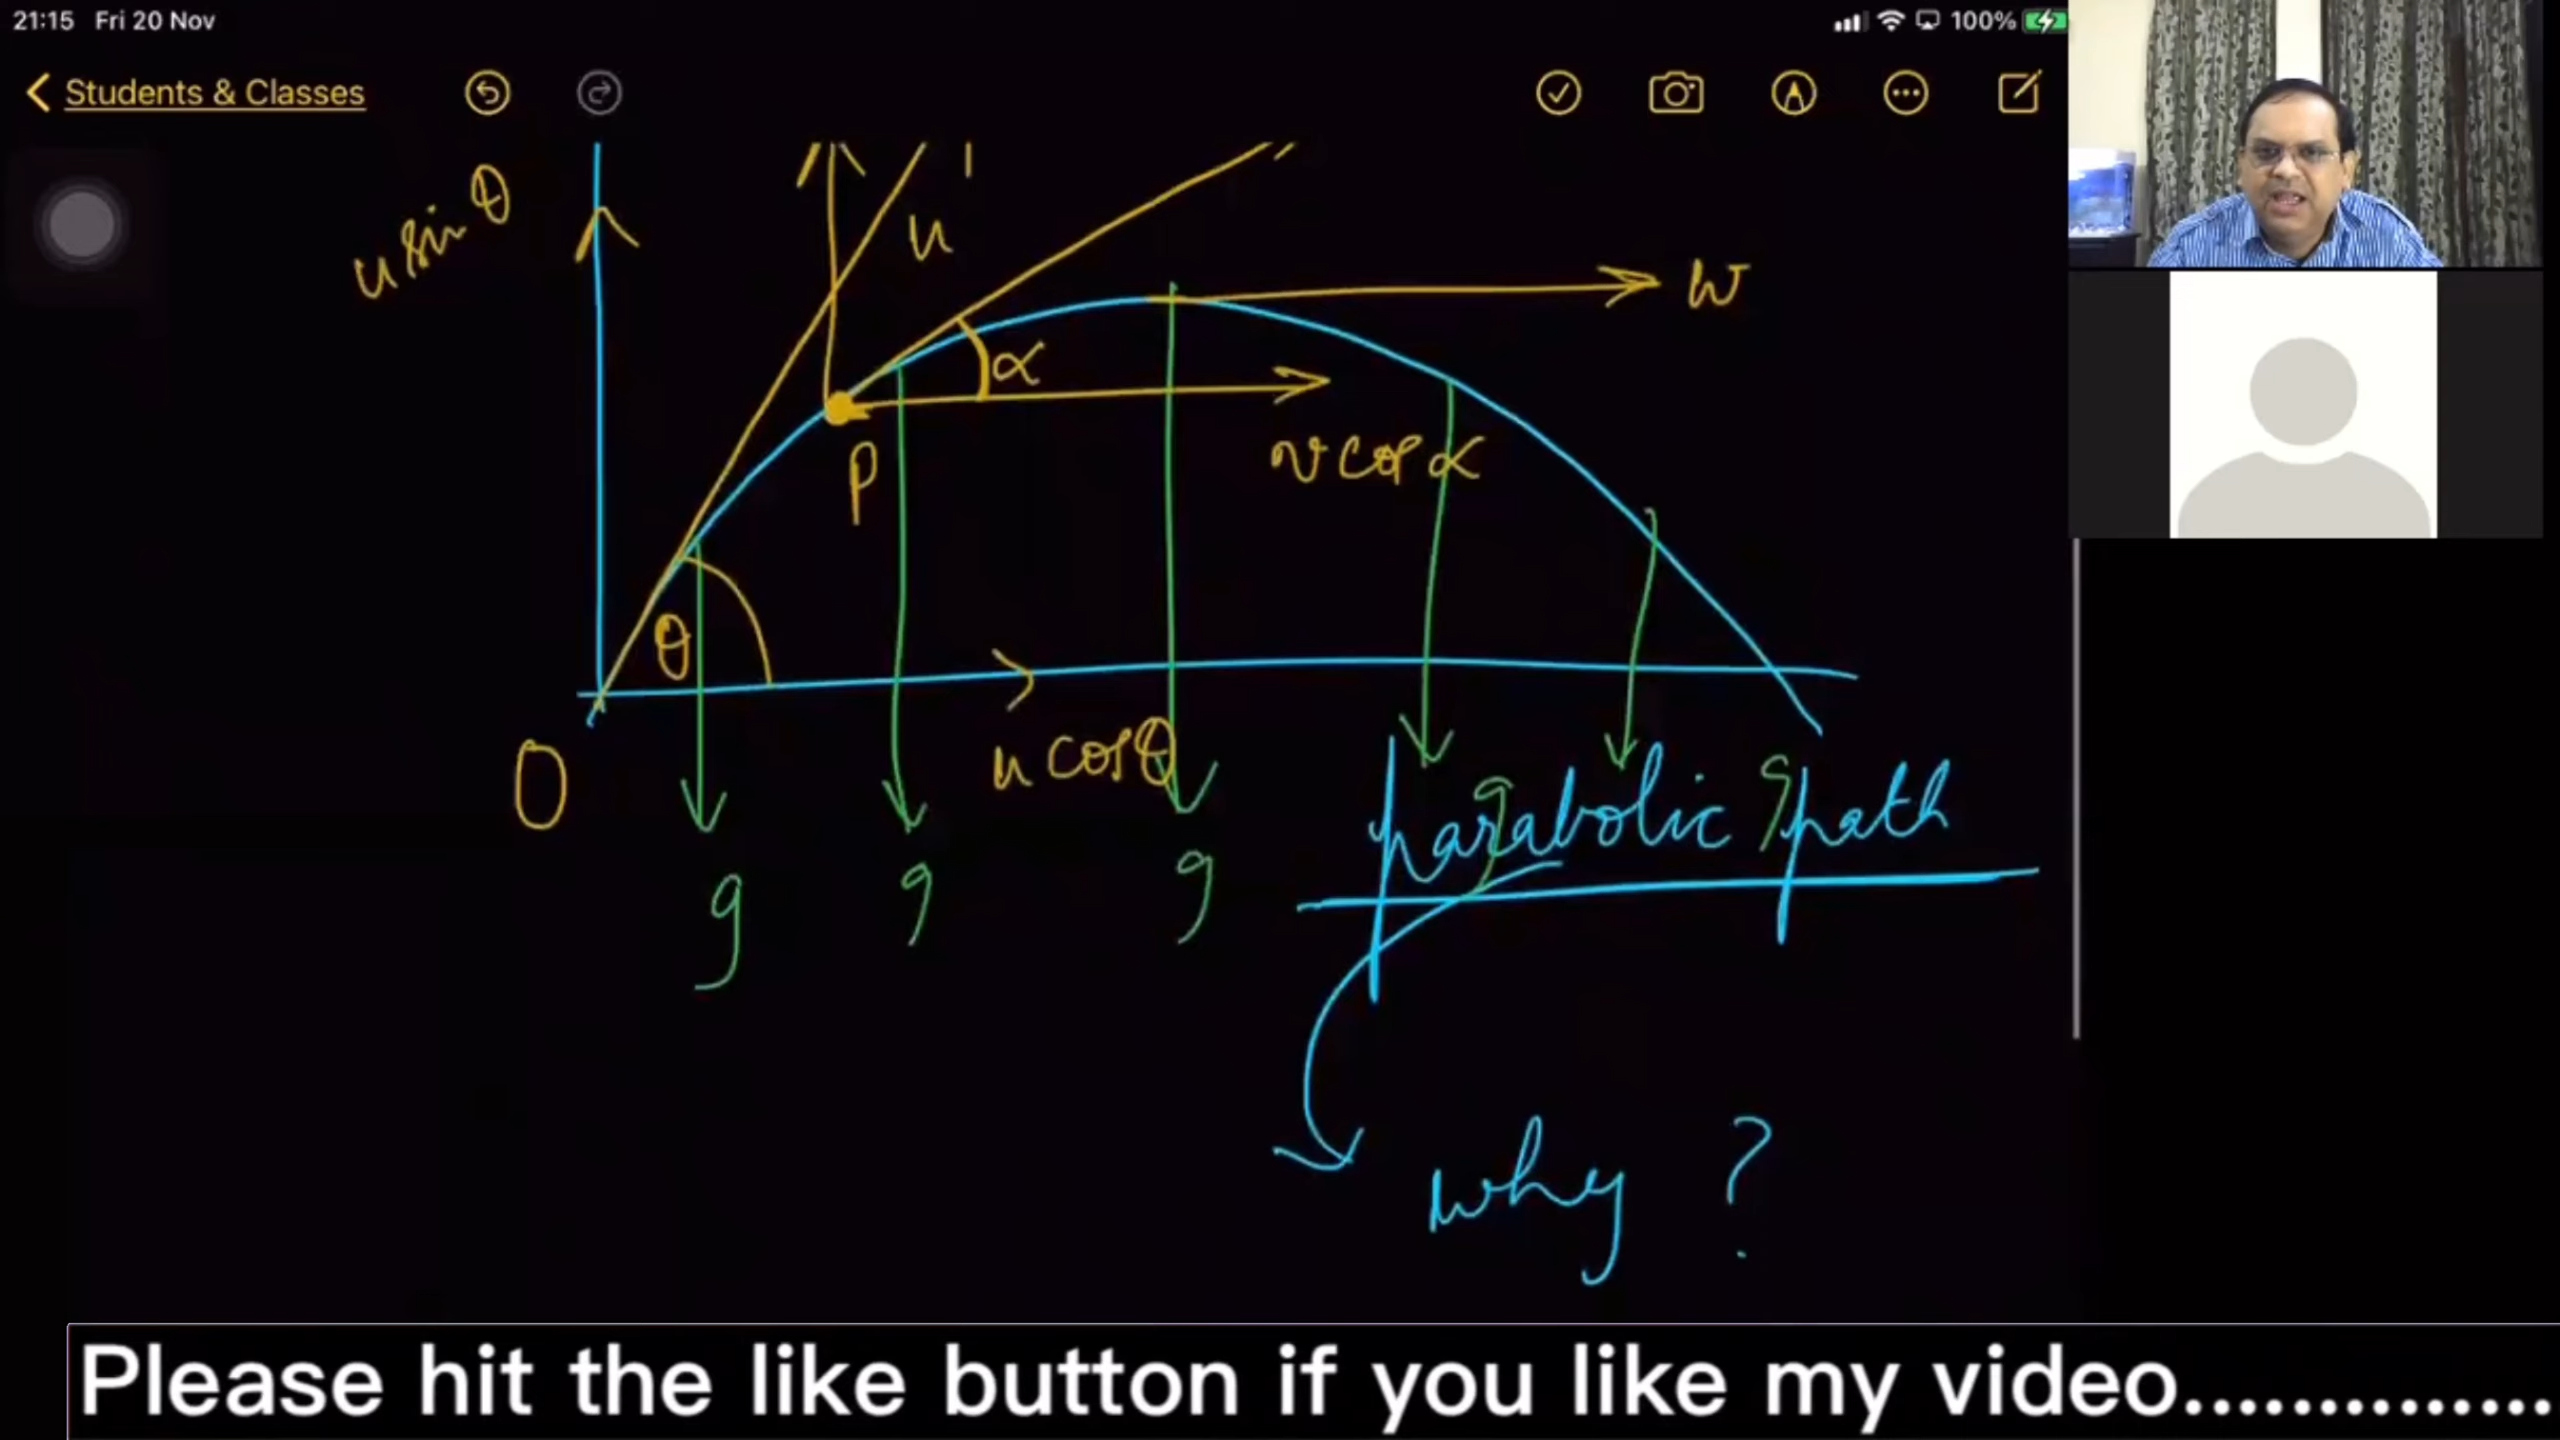 21:15 Fri 20 Nov
100%
Students & Classes
u sin θ
u
w
α
P
v cos α
θ
O
u cos θ
g
g
g
g
g
parabolic path
why ?
Please hit the like button if you like my video..............